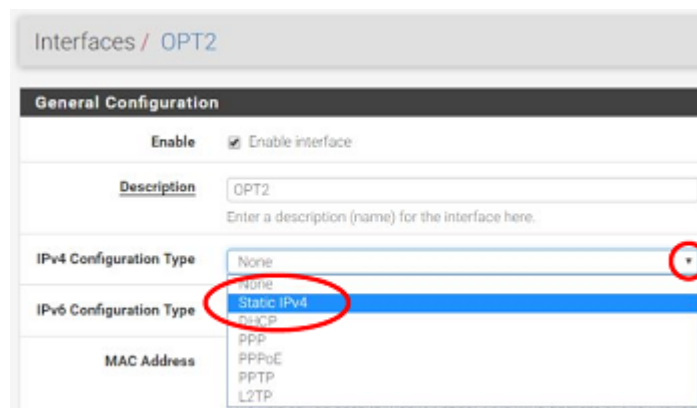 Interfaces / OPT2
General Configuration
Enable Enable interface
Description OPT2
Enter a description (name) for the interface here.
IPv4 Configuration Type None
None
IPv6 Configuration Type Static IPv4
DHCP
PPP
MAC Address PPPoE
PPTP
L2TP